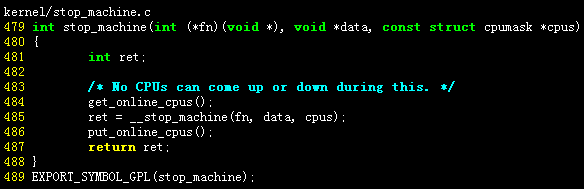 kernel/stop_machine.c
479 int stop_machine(int (*fn)(void *), void *data, const struct cpumask *cpus)
480 {
481         int ret;
482
483         /* No CPUs can come up or down during this. */
484         get_online_cpus();
485         ret = __stop_machine(fn, data, cpus);
486         put_online_cpus();
487         return ret;
488 }
489 EXPORT_SYMBOL_GPL(stop_machine);